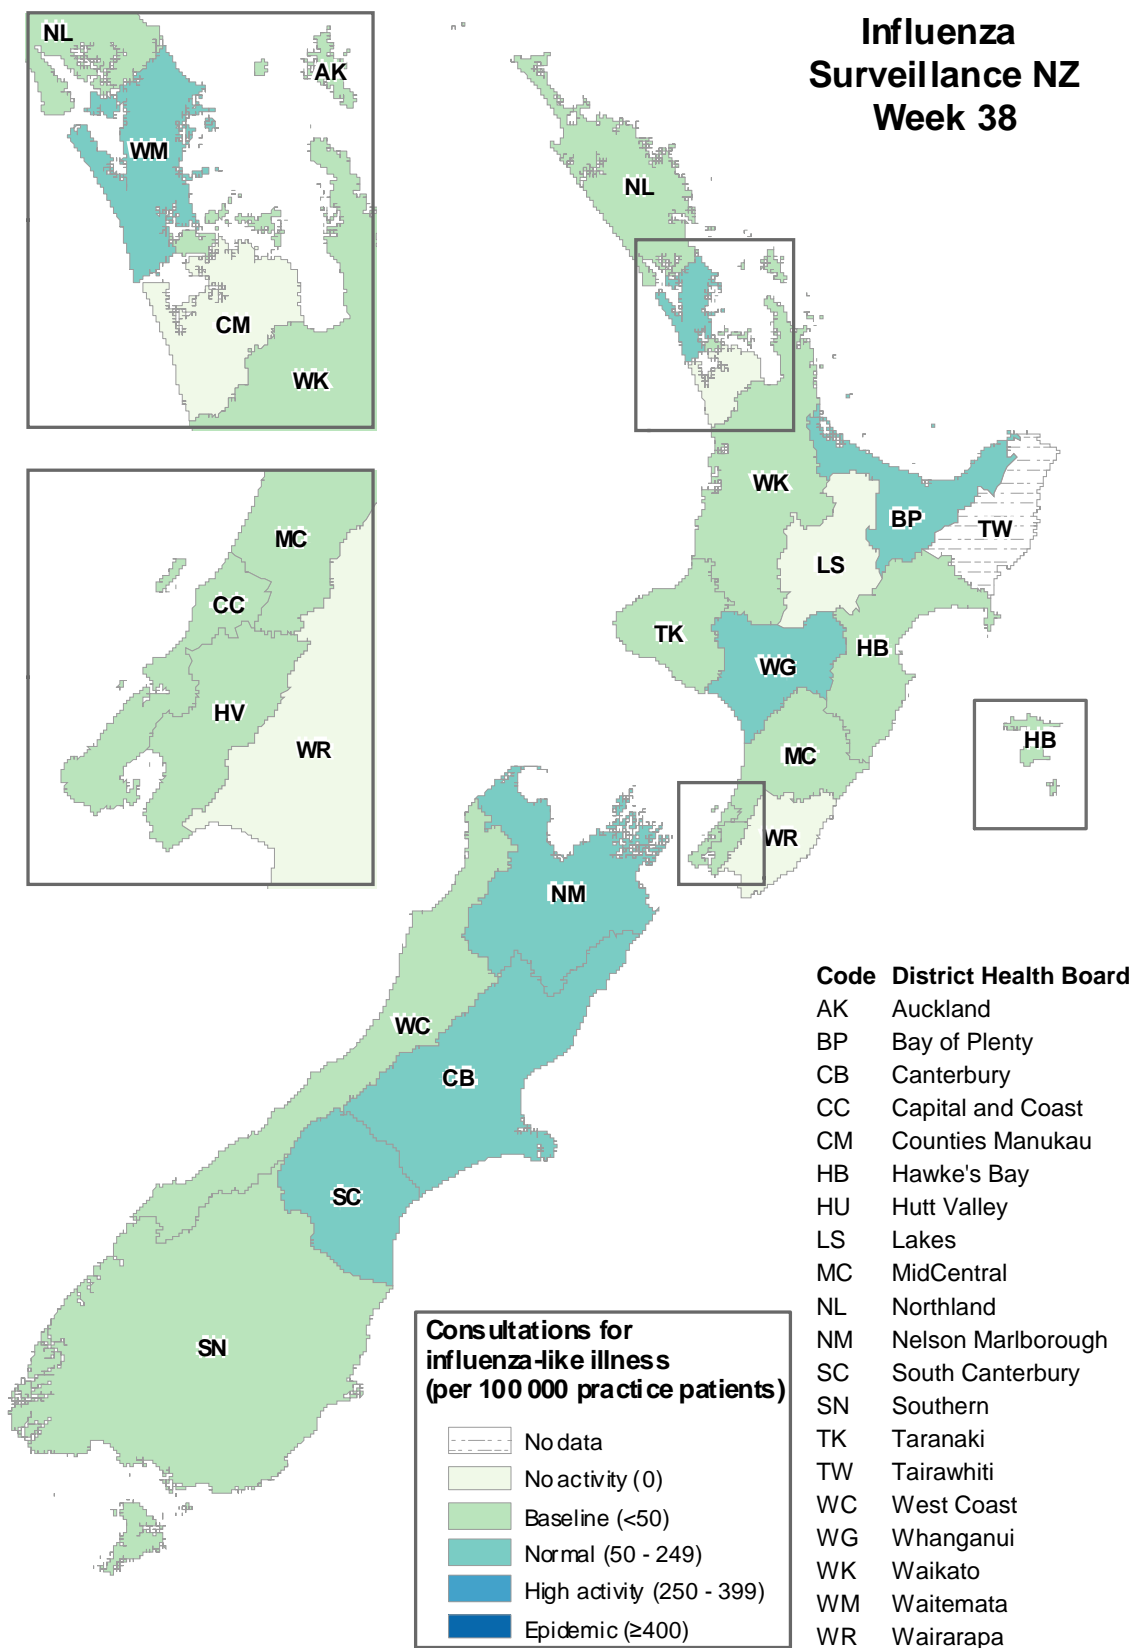 Influenza
Surveillance NZ
Week 38
NL
AK
WM
CM
WK
MC
CC
HV
WR
NL
WK
BP
TW
LS
TK
WG
HB
MC
WR
HB
NM
WC
CB
SC
SN
Code District Health Board
AK Auckland
BP Bay of Plenty
CB Canterbury
CC Capital and Coast
CM Counties Manukau
HB Hawke's Bay
HU Hutt Valley
LS Lakes
MC MidCentral
NL Northland
NM Nelson Marlborough
SC South Canterbury
SN Southern
TK Taranaki
TW Tairawhiti
WC West Coast
WG Whanganui
WK Waikato
WM Waitemata
WR Wairarapa
Consultations for
influenza-like illness
(per 100 000 practice patients)
No data
No activity (0)
Baseline (<50)
Normal (50 - 249)
High activity (250 - 399)
Epidemic (≥400)